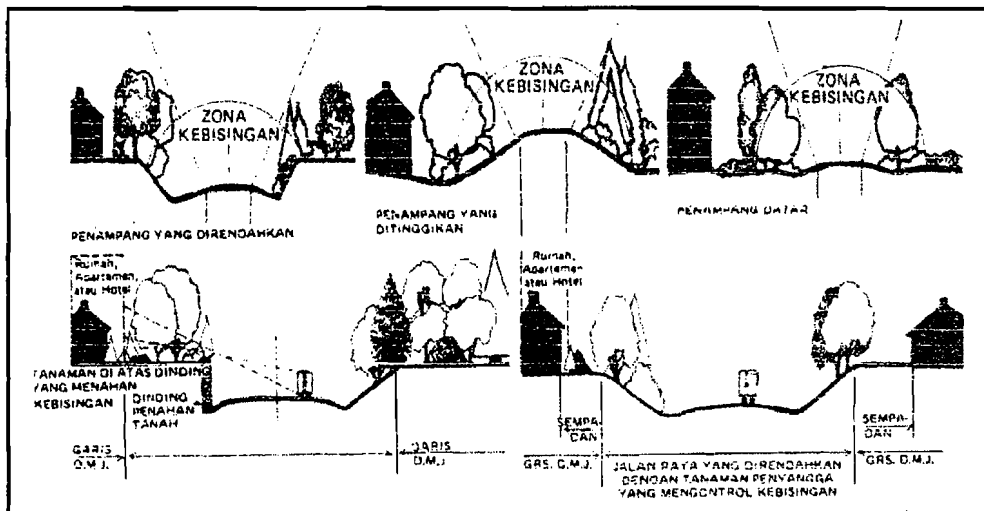 ZONA
KEBISINGAN
ZONA
KEBISINGAN
ZONA
KEBISINGAN
PENAMPANG YANG DIRENDAHKAN
PENAMPANG YANG
DITINGGIKAN
PENAMPANG DATAR
Rumah,
Apartemen
atau Hotel
TANAMAN DI ATAS DINDING
YANG MENAHAN
KEBISINGAN
DINDING
PENAHAN
TANAH
GARIS
D.M.J.
GARIS
D.M.J.
Rumah,
Apartemen
atau Hotel
SEMPA-
DAN
SEMPA-
DAN
GRS. D.M.J.
JALAN RAYA YANG DIRENDAHKAN
DENGAN TANAMAN PENYANGGA
YANG MENGONTROL KEBISINGAN
GRS. D.M.J.